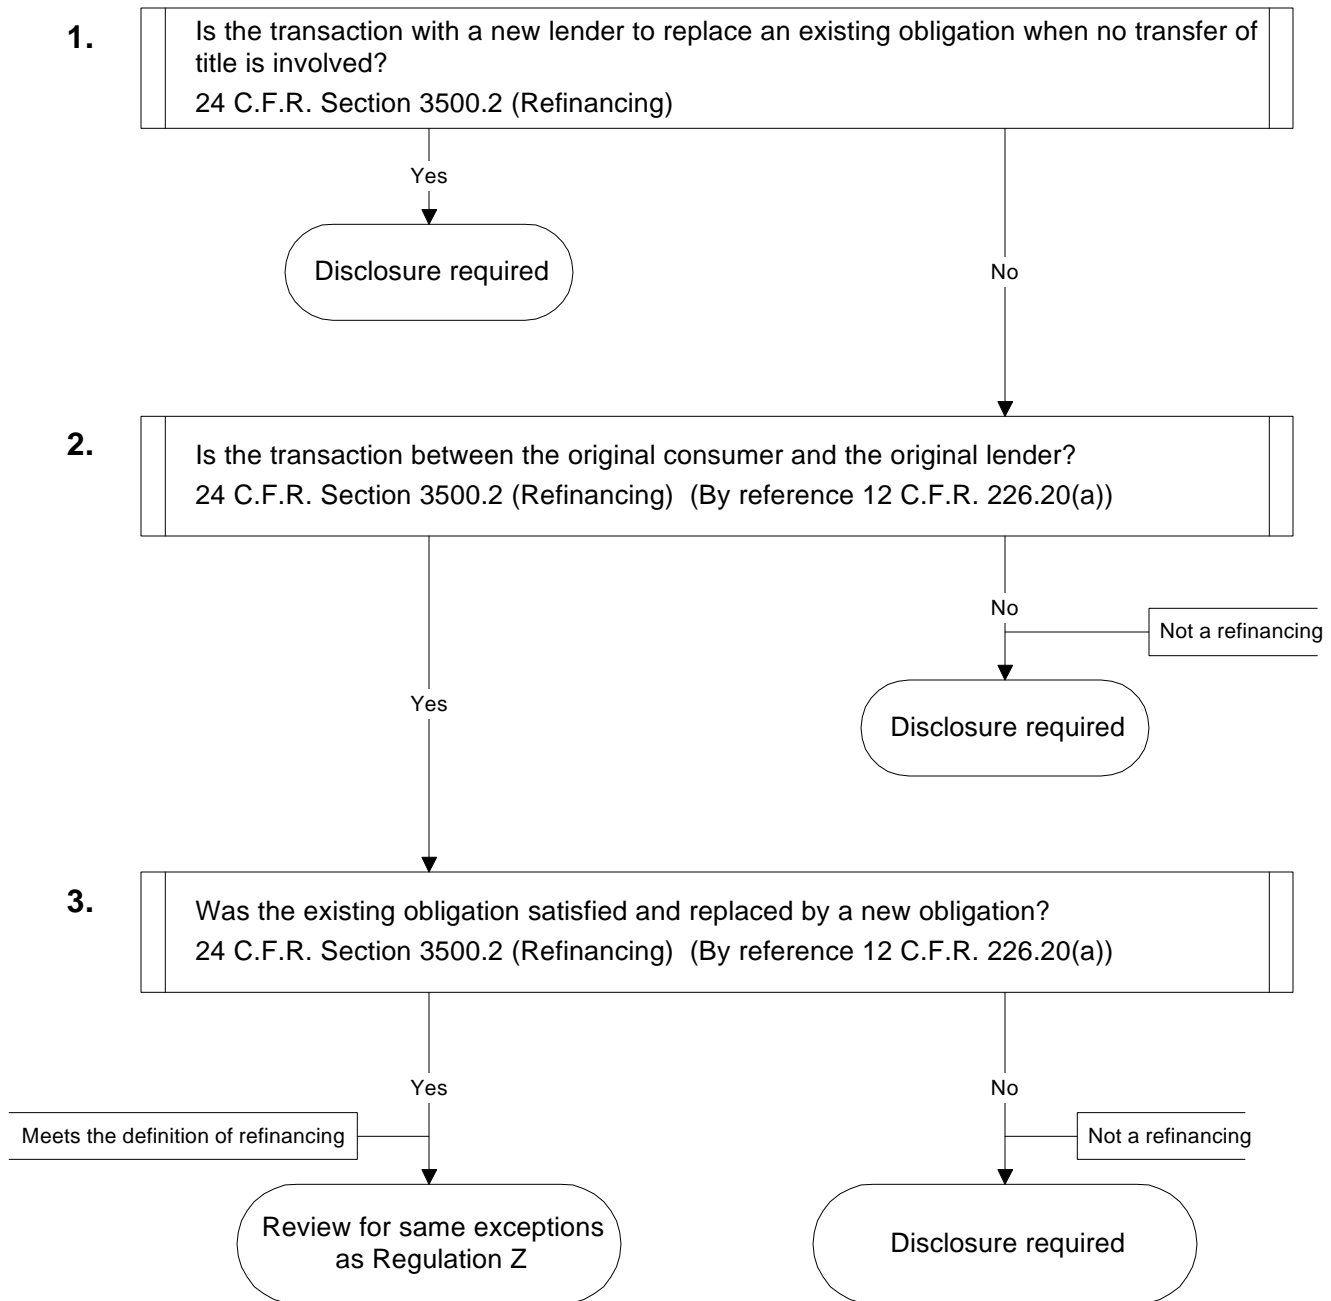 1.
Is the transaction with a new lender to replace an existing obligation when no transfer of
title is involved?
24 C.F.R. Section 3500.2 (Refinancing)
Yes
Disclosure required
No
2.
Is the transaction between the original consumer and the original lender?
24 C.F.R. Section 3500.2 (Refinancing) (By reference 12 C.F.R. 226.20(a))
No
Not a refinancing
Yes
Disclosure required
3.
Was the existing obligation satisfied and replaced by a new obligation?
24 C.F.R. Section 3500.2 (Refinancing) (By reference 12 C.F.R. 226.20(a))
Yes
No
Meets the definition of refinancing
Not a refinancing
Review for same exceptions
as Regulation Z
Disclosure required